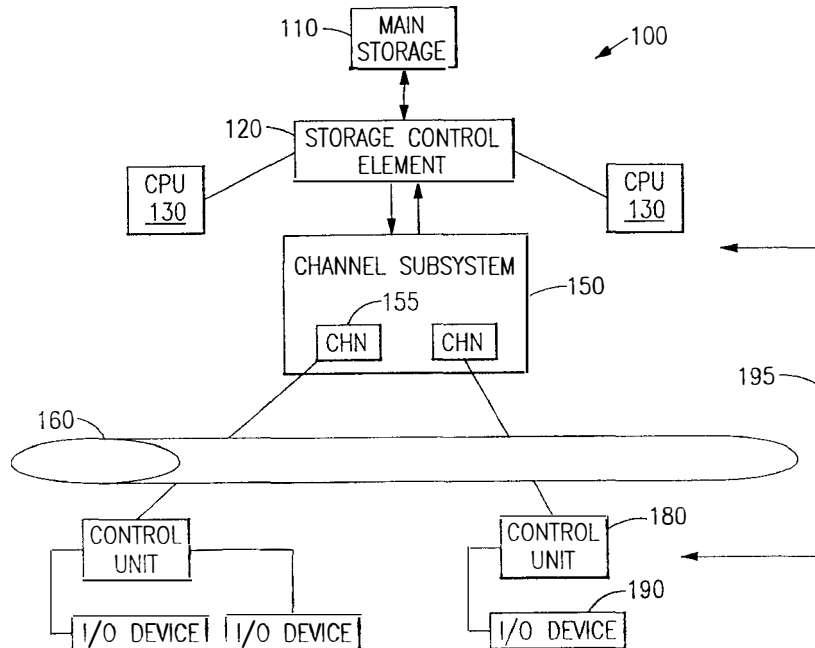 110
MAIN
STORAGE
100
120
STORAGE CONTROL
ELEMENT
CPU
130
CPU
130
CHANNEL SUBSYSTEM
150
155
CHN
CHN
195
160
CONTROL
UNIT
CONTROL
UNIT
180
190
I/O DEVICE
I/O DEVICE
I/O DEVICE